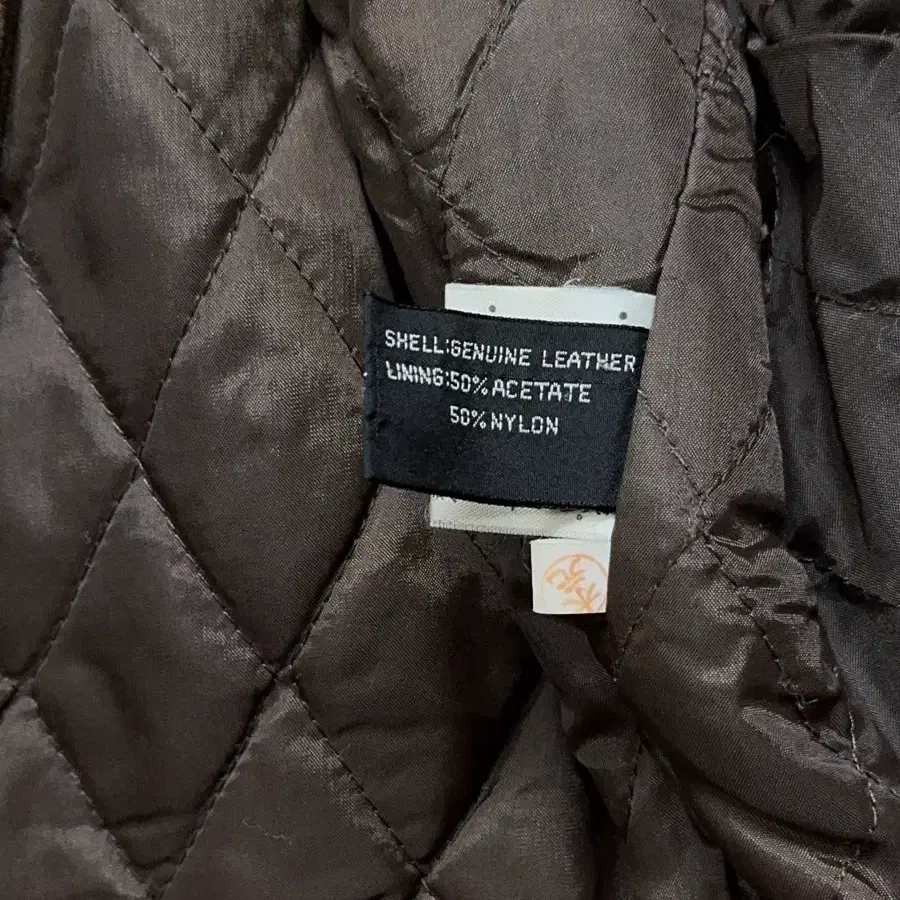 SHELL:GENUINE LEATHER
LINING:50% ACETATE
50% NYLON